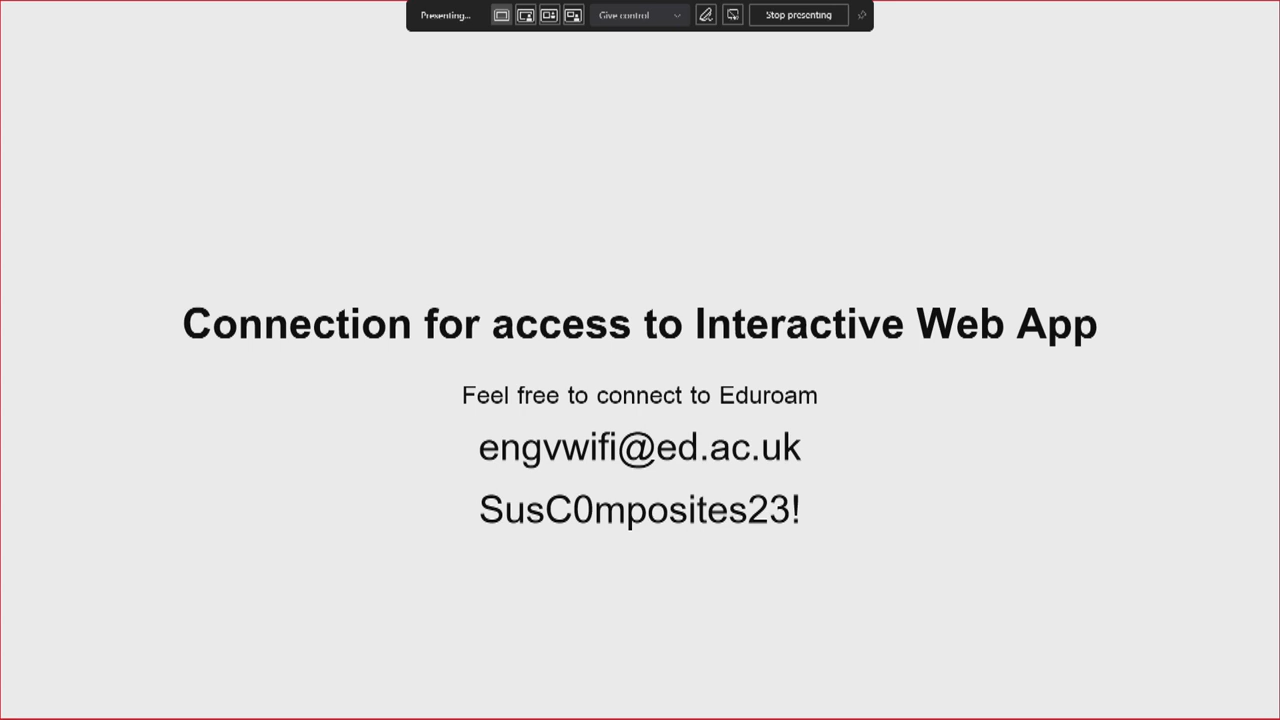 Presenting...
Give control
Stop presenting
Connection for access to Interactive Web App
Feel free to connect to Eduroam
engvwifi@ed.ac.uk
SusC0mposites23!